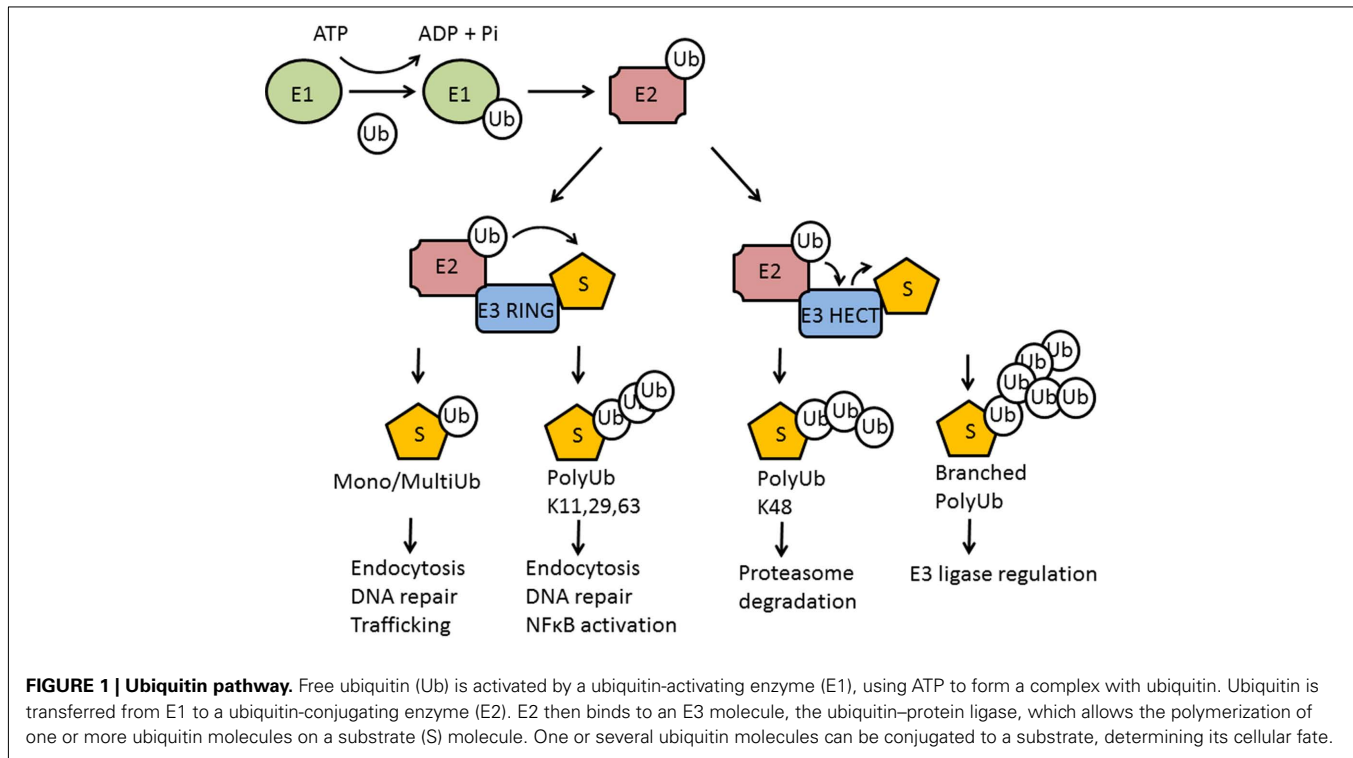 ATP
ADP + Pi
E1
E1
Ub
Ub
E2
Ub
E2
Ub
S
E3 RING
E2
Ub
S
E3 HECT
S
Ub
S
Ub
Ub
Ub
S
Ub
Ub
Ub
S
Ub
Ub
Ub
Ub
Ub
Ub
Mono/MultiUb
PolyUb
K11,29,63
PolyUb
K48
Branched
PolyUb
Endocytosis
DNA repair
Trafficking
Endocytosis
DNA repair
NFκB activation
Proteasome
degradation
E3 ligase regulation
FIGURE 1 | Ubiquitin pathway. Free ubiquitin (Ub) is activated by a ubiquitin-activating enzyme (E1), using ATP to form a complex with ubiquitin. Ubiquitin is
transferred from E1 to a ubiquitin-conjugating enzyme (E2). E2 then binds to an E3 molecule, the ubiquitin–protein ligase, which allows the polymerization of
one or more ubiquitin molecules on a substrate (S) molecule. One or several ubiquitin molecules can be conjugated to a substrate, determining its cellular fate.